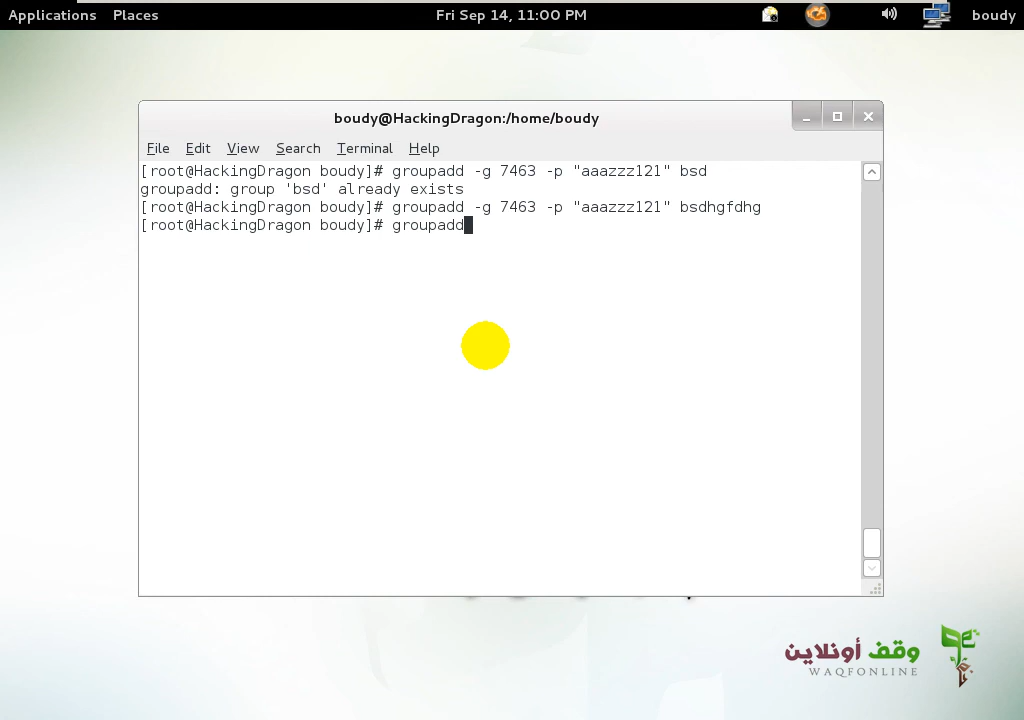 Applications Places Fri Sep 14, 11:00 PM boudy
boudy@HackingDragon:/home/boudy
File Edit View Search Terminal Help
[root@HackingDragon boudy]# groupadd -g 7463 -p "aaazzz121" bsd
groupadd: group 'bsd' already exists
[root@HackingDragon boudy]# groupadd -g 7463 -p "aaazzz121" bsdhgfdhg
[root@HackingDragon boudy]# groupadd
وقف أونلاين
WAQFONLINE